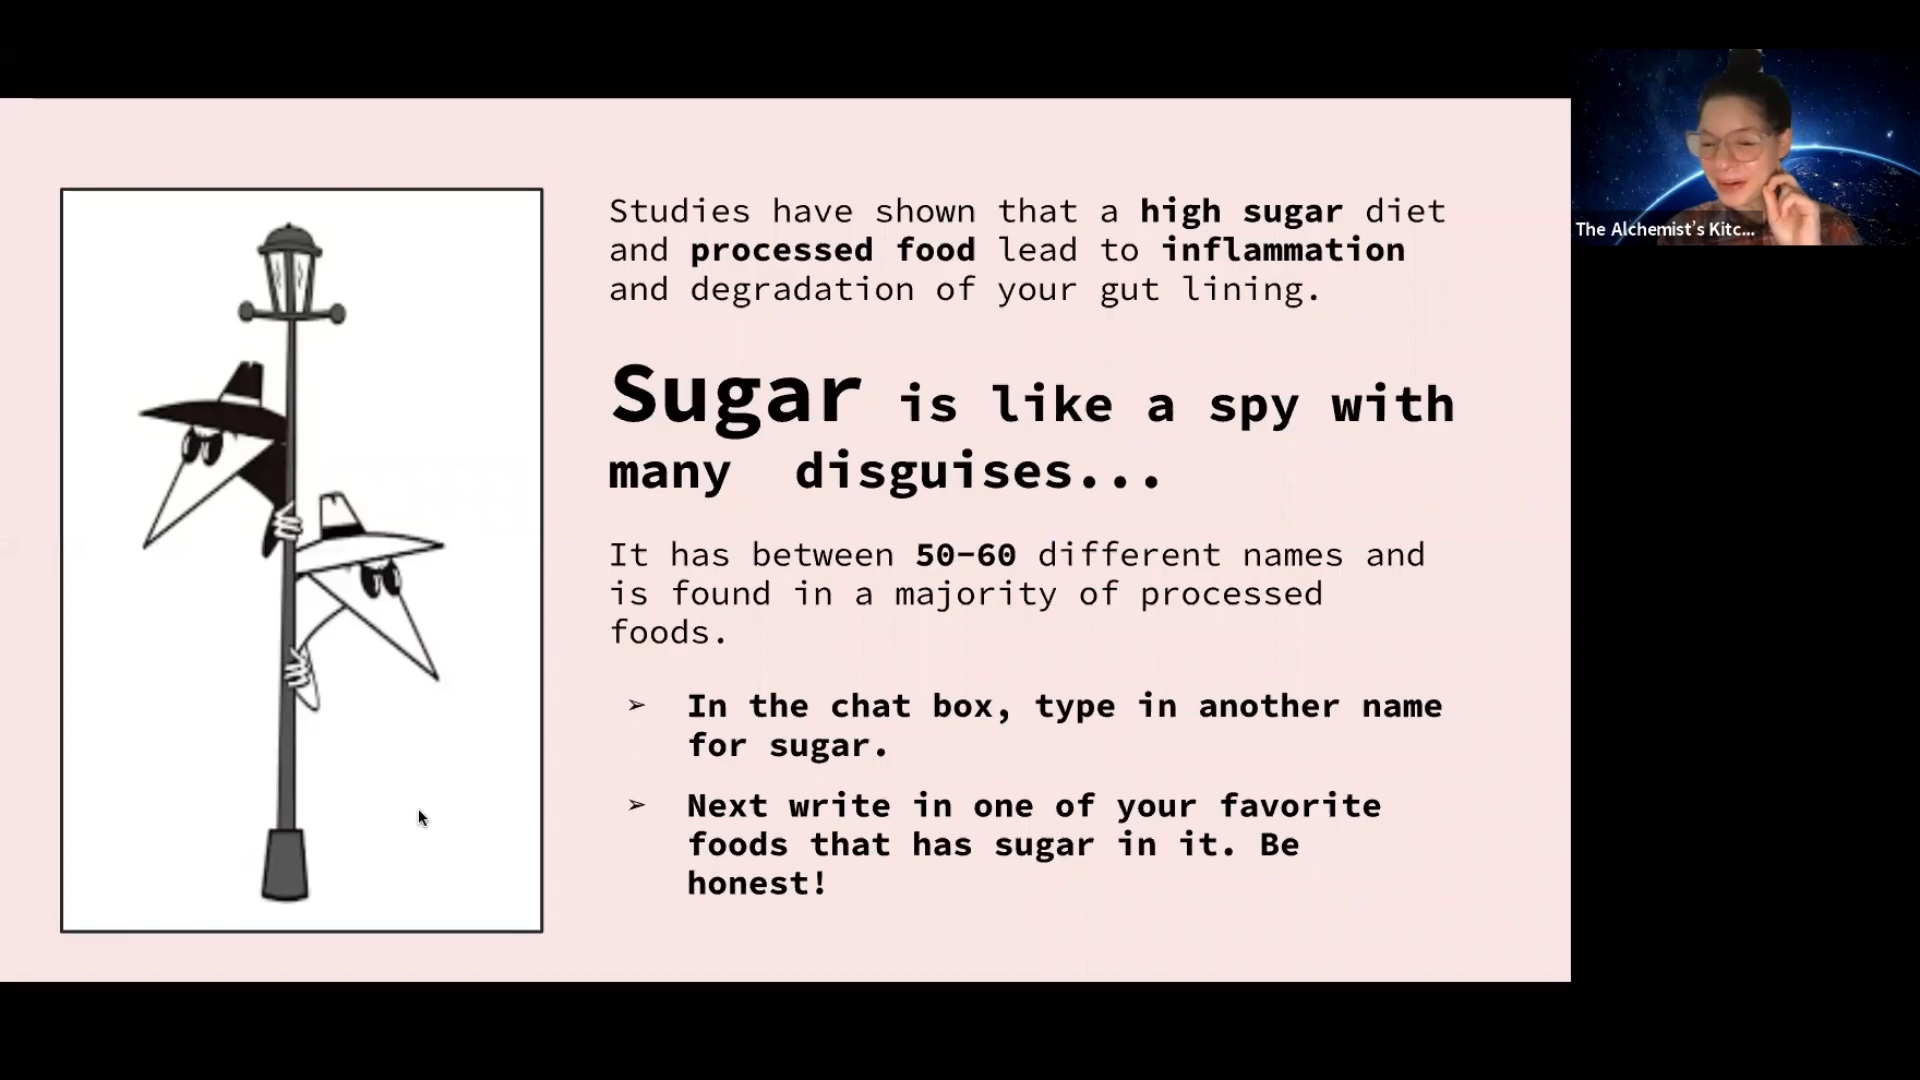 Studies have shown that a high sugar diet
and processed food lead to inflammation
and degradation of your gut lining.
Sugar is like a spy with
many disguises...
It has between 50-60 different names and
is found in a majority of processed
foods.
➢ In the chat box, type in another name
for sugar.
➢ Next write in one of your favorite
foods that has sugar in it. Be
honest!
The Alchemist's Kitc...